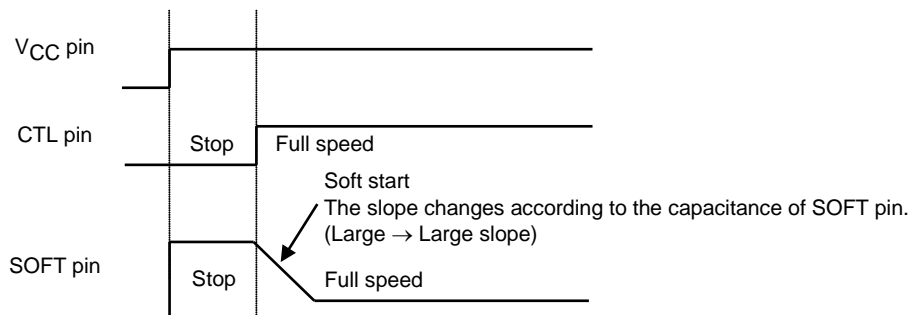 VCC pin
CTL pin
Stop
Full speed
Soft start
The slope changes according to the capacitance of SOFT pin.
(Large → Large slope)
SOFT pin
Stop
Full speed